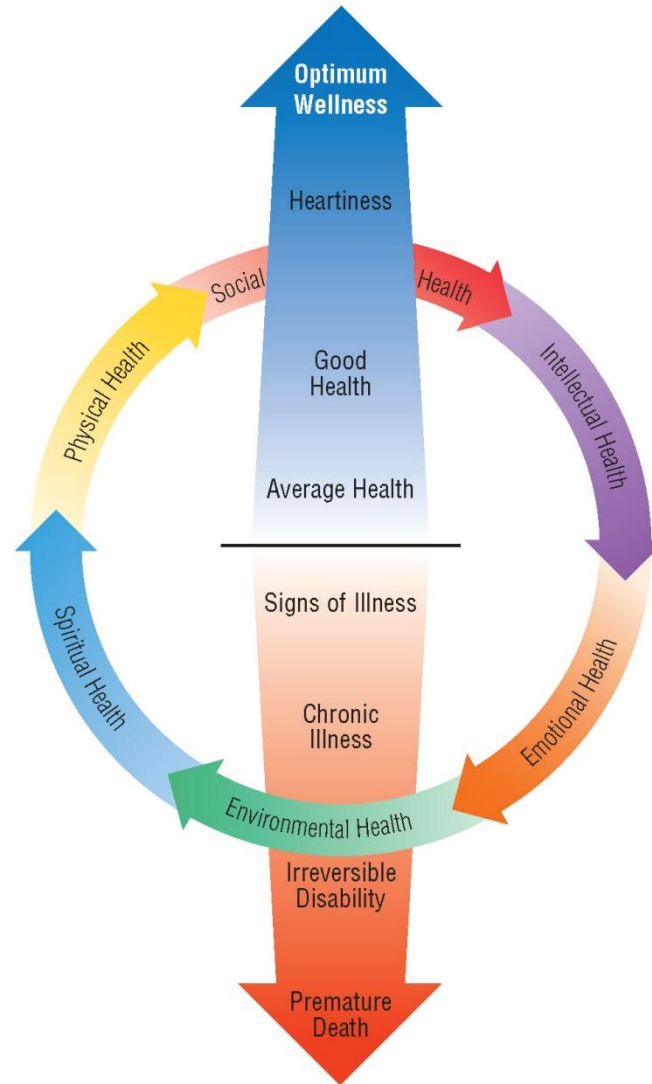 Optimum
Wellness
Heartiness
Social Health
Physical Health
Intellectual Health
Good
Health
Average Health
Signs of Illness
Spiritual Health
Emotional Health
Chronic
Illness
Environmental Health
Irreversible
Disability
Premature
Death